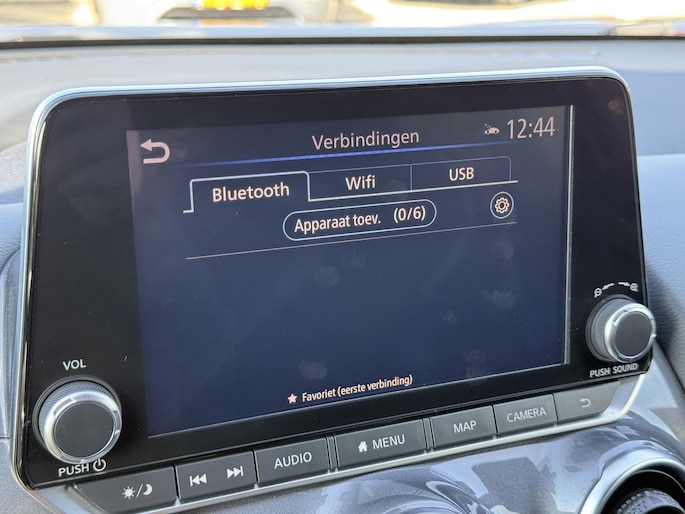 Verbindingen
12:44
Bluetooth
Wifi
USB
Apparaat toev. (0/6)
Favoriet (eerste verbinding)
VOL
PUSH
PUSH SOUND
AUDIO
MENU
MAP
CAMERA